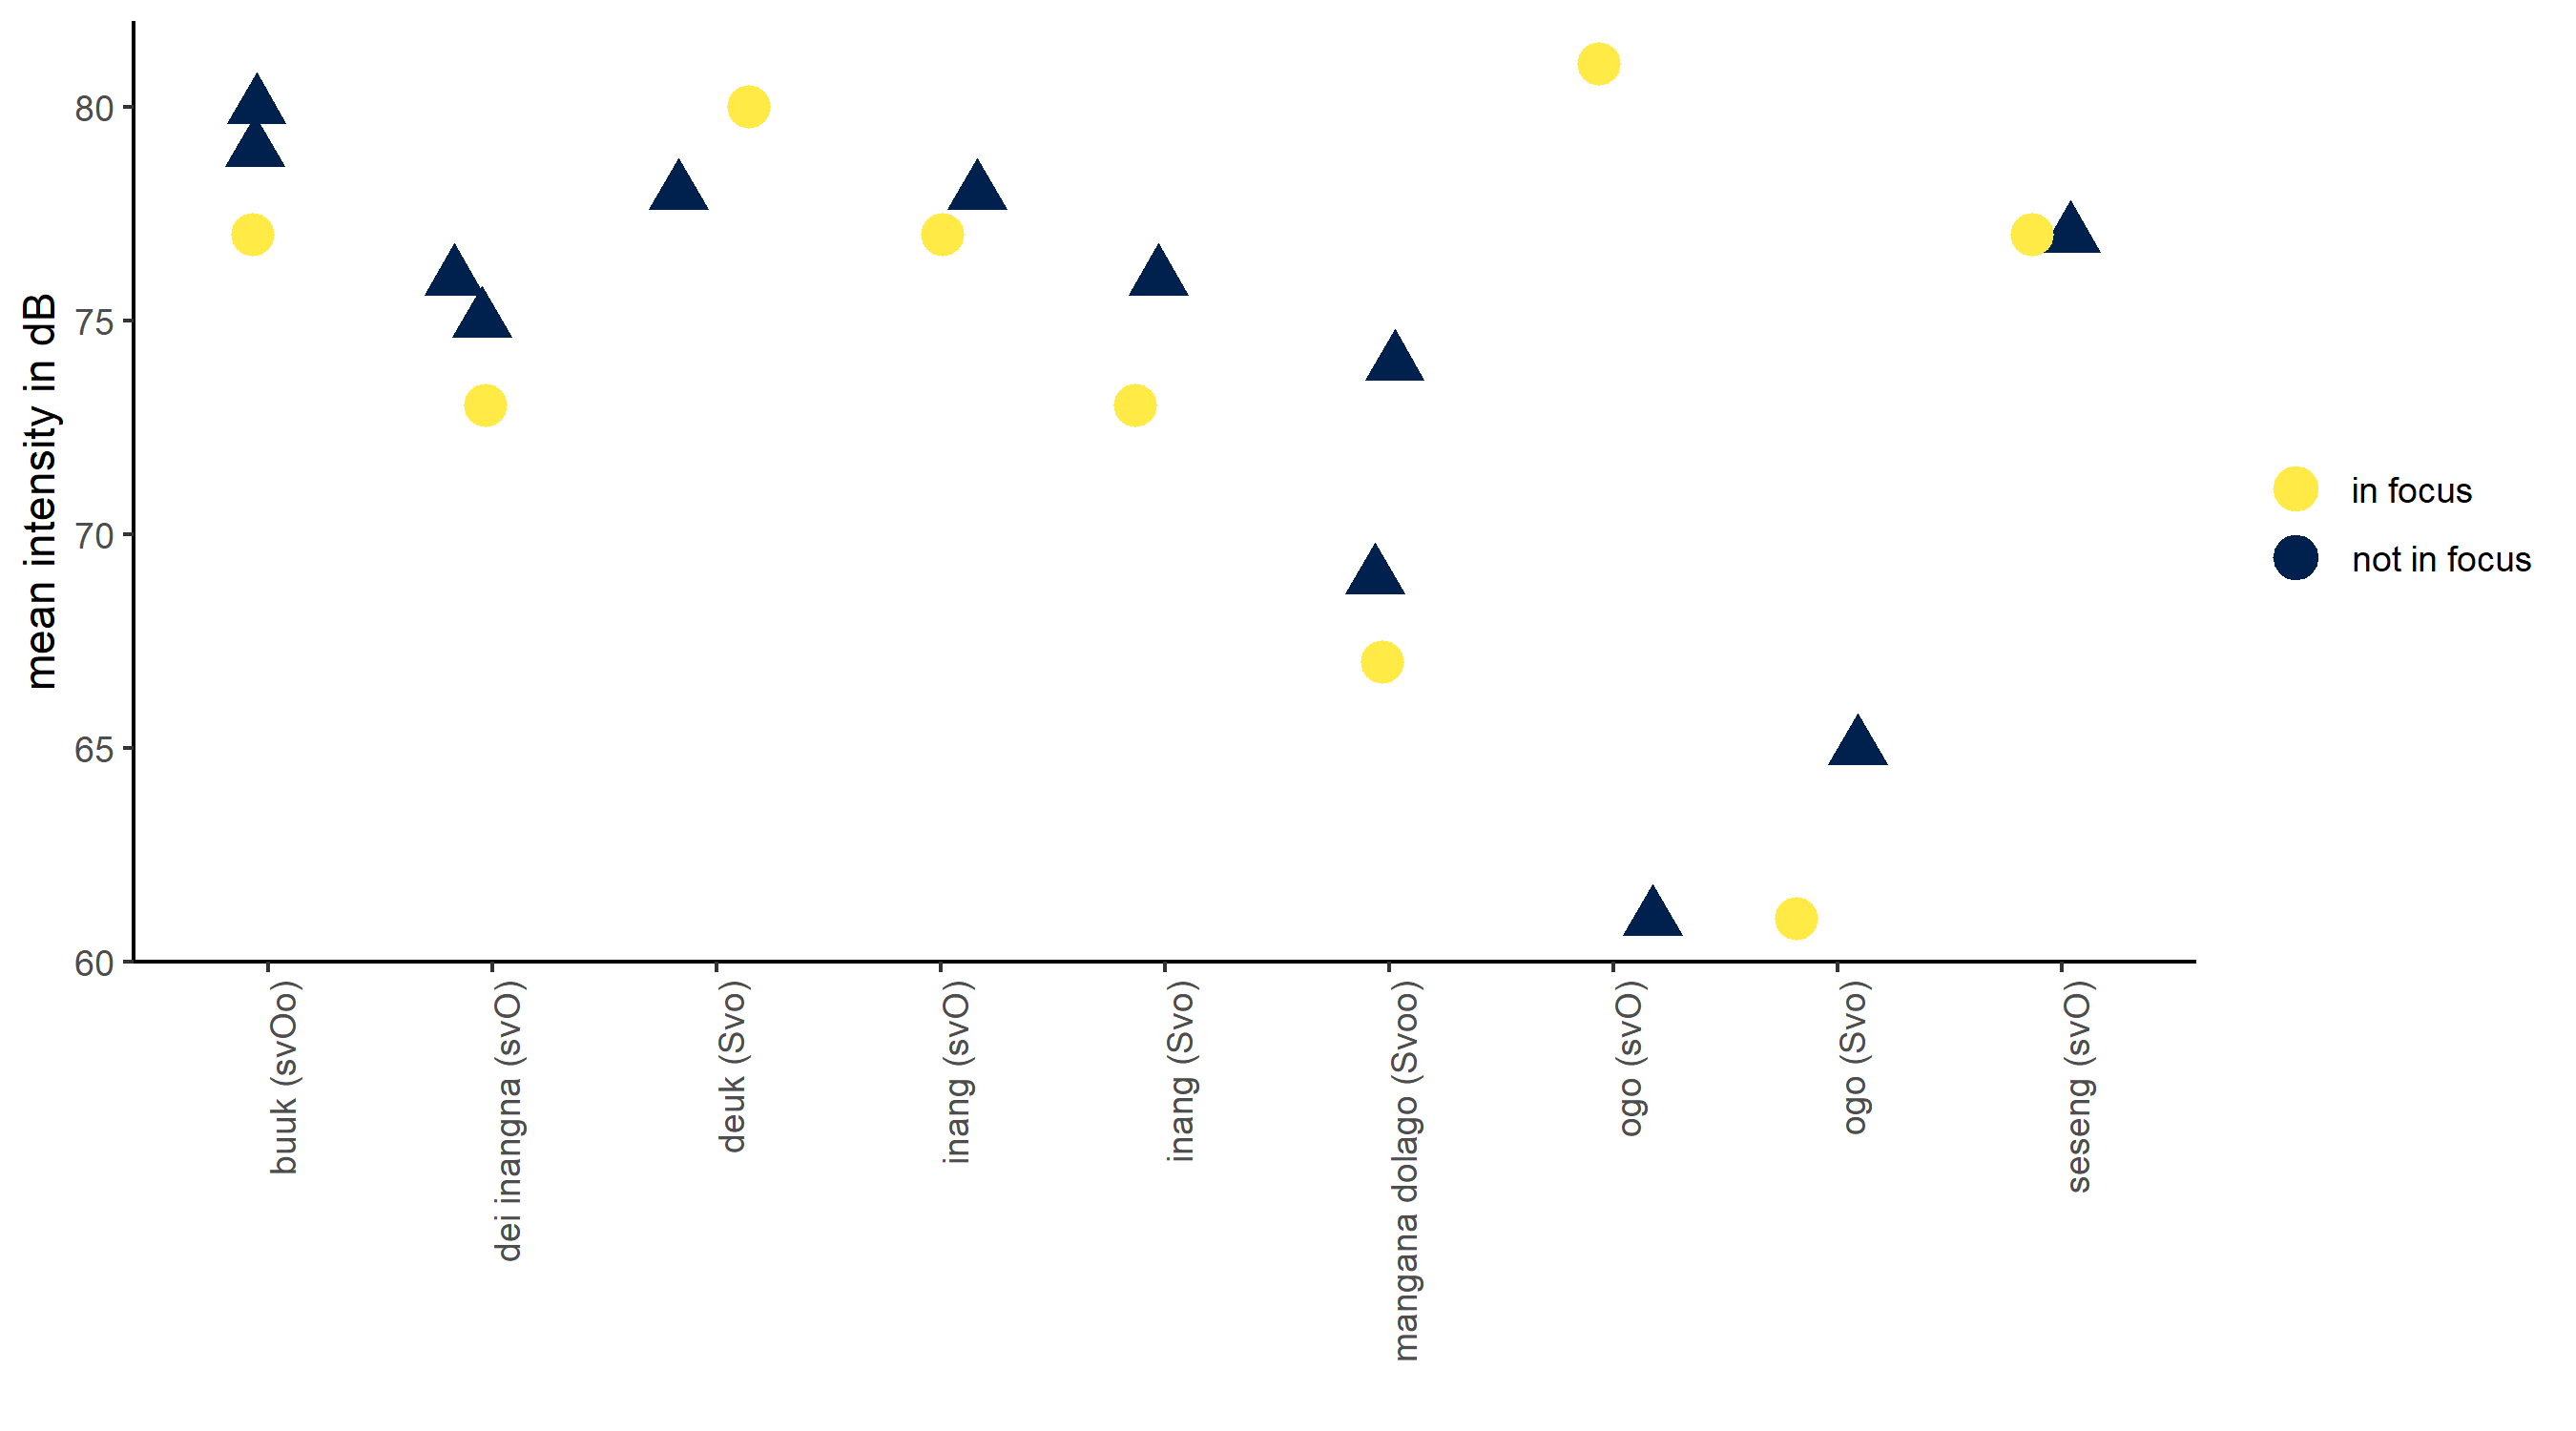 mean intensity in dB
80
75
70
65
60
buuk (svOo)
dei inangna (svO)
deuk (Svo)
inang (svO)
inang (Svo)
mangana dolago (Svoo)
ogo (svO)
ogo (Svo)
seseng (svO)
in focus
not in focus